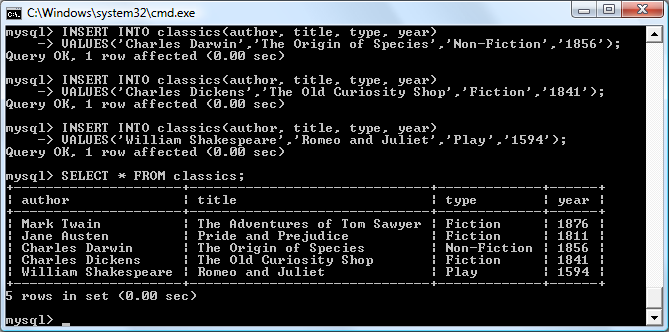 C:\Windows\system32\cmd.exe
mysql> INSERT INTO classics(author, title, type, year)
    -> VALUES('Charles Darwin','The Origin of Species','Non-Fiction','1856');
Query OK, 1 row affected (0.00 sec)
mysql> INSERT INTO classics(author, title, type, year)
    -> VALUES('Charles Dickens','The Old Curiosity Shop','Fiction','1841');
Query OK, 1 row affected (0.00 sec)
mysql> INSERT INTO classics(author, title, type, year)
    -> VALUES('William Shakespeare','Romeo and Juliet','Play','1594');
Query OK, 1 row affected (0.00 sec)
mysql> SELECT * FROM classics;
+---------------------+------------------------------+-------------+------+
| author              | title                        | type        | year |
+---------------------+------------------------------+-------------+------+
| Mark Twain          | The Adventures of Tom Sawyer | Fiction     | 1876 |
| Jane Austen         | Pride and Prejudice          | Fiction     | 1811 |
| Charles Darwin      | The Origin of Species        | Non-Fiction | 1856 |
| Charles Dickens     | The Old Curiosity Shop       | Fiction     | 1841 |
| William Shakespeare | Romeo and Juliet             | Play        | 1594 |
+---------------------+------------------------------+-------------+------+
5 rows in set (0.00 sec)
mysql> _